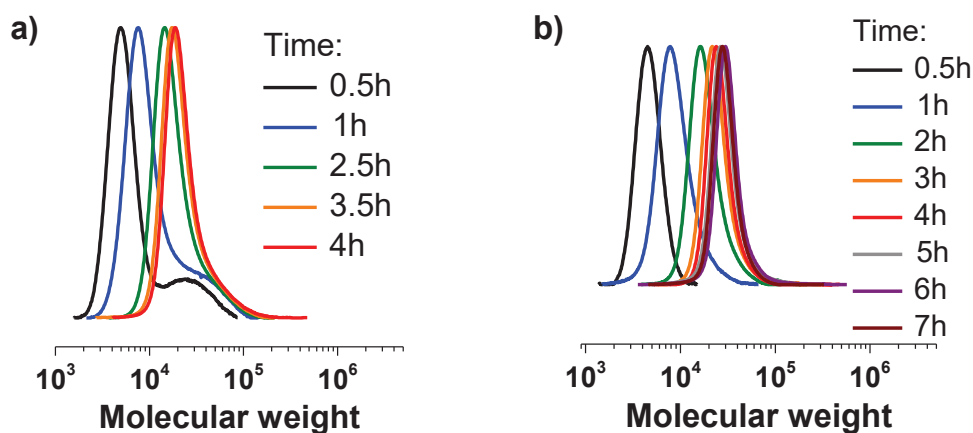 a)
Time:
0.5h
1h
2.5h
3.5h
4h
10³ 10⁴ 10⁵ 10⁶
Molecular weight
b)
Time:
0.5h
1h
2h
3h
4h
5h
6h
7h
10³ 10⁴ 10⁵ 10⁶
Molecular weight